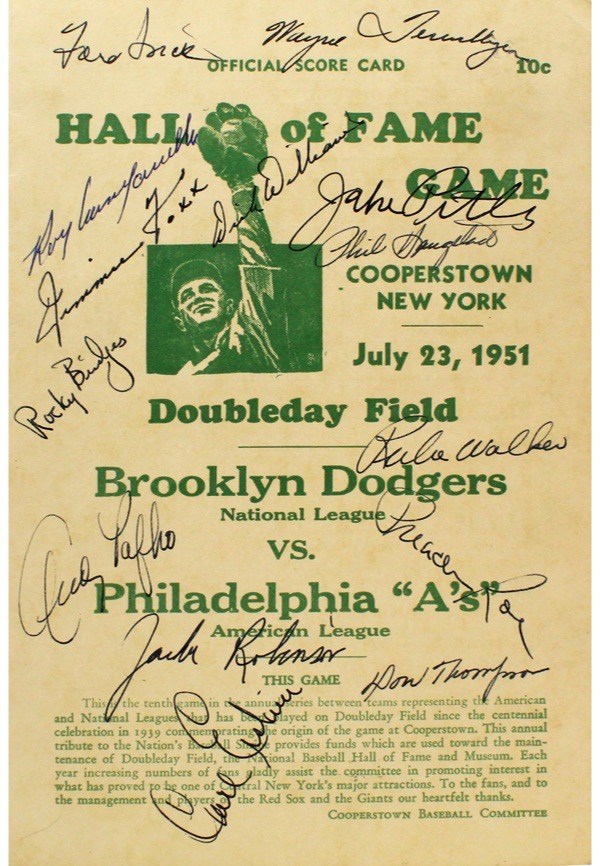 Ford Frick
Wayne Terwilliger
OFFICIAL SCORE CARD 10c
HALL of FAME
GAME
Roy Campanella
Jimmie Foxx
Dick Williams
Jake Pitler
Phil Haugstad
COOPERSTOWN
NEW YORK
July 23, 1951
Rocky Bridges
Doubleday Field
Rube Walker
Brooklyn Dodgers
National League
Andy Pafko
Preacher Roe
VS.
Philadelphia "A's"
American League
Jack Robinson
Don Thompson
Carl Erskine
THIS GAME
This is the tenth game in the annual series between teams representing the American
and National Leagues that has been played on Doubleday Field since the centennial
celebration in 1939 commemorating the origin of the game at Cooperstown. This annual
tribute to the Nation's Baseball Shrine provides funds which are used toward the main-
tenance of Doubleday Field, the National Baseball Hall of Fame and Museum. Each
year increasing numbers of fans gladly assist the committee in promoting interest in
what has proved to be one of Central New York's major attractions. To the fans, and to
the management and players of the Red Sox and the Giants our heartfelt thanks.
COOPERSTOWN BASEBALL COMMITTEE